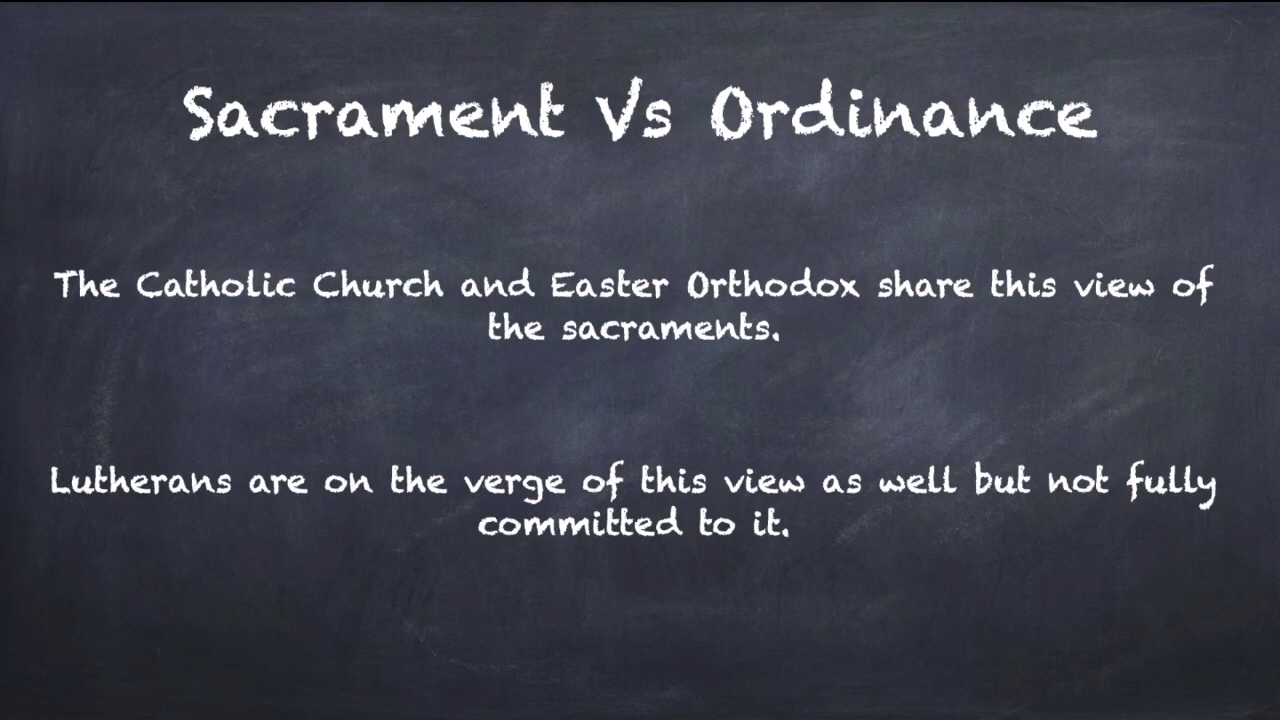 Sacrament Vs Ordinance
The Catholic Church and Easter Orthodox share this view of
the sacraments.
Lutherans are on the verge of this view as well but not fully
committed to it.